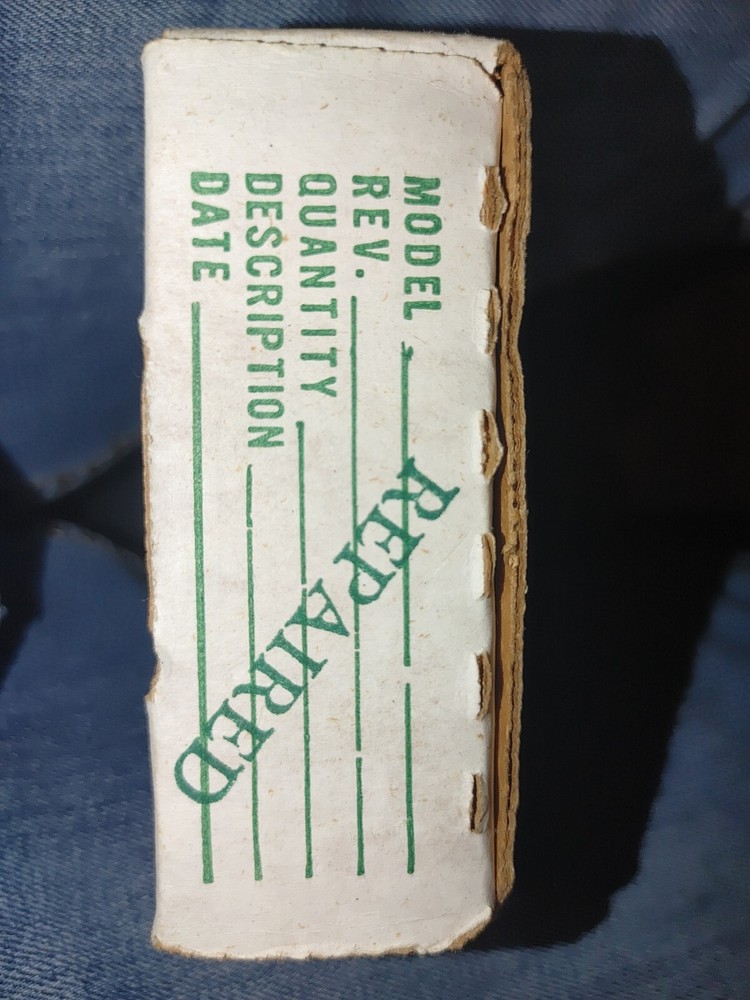 MODEL
REV.
QUANTITY
DESCRIPTION
DATE
REPAIRED